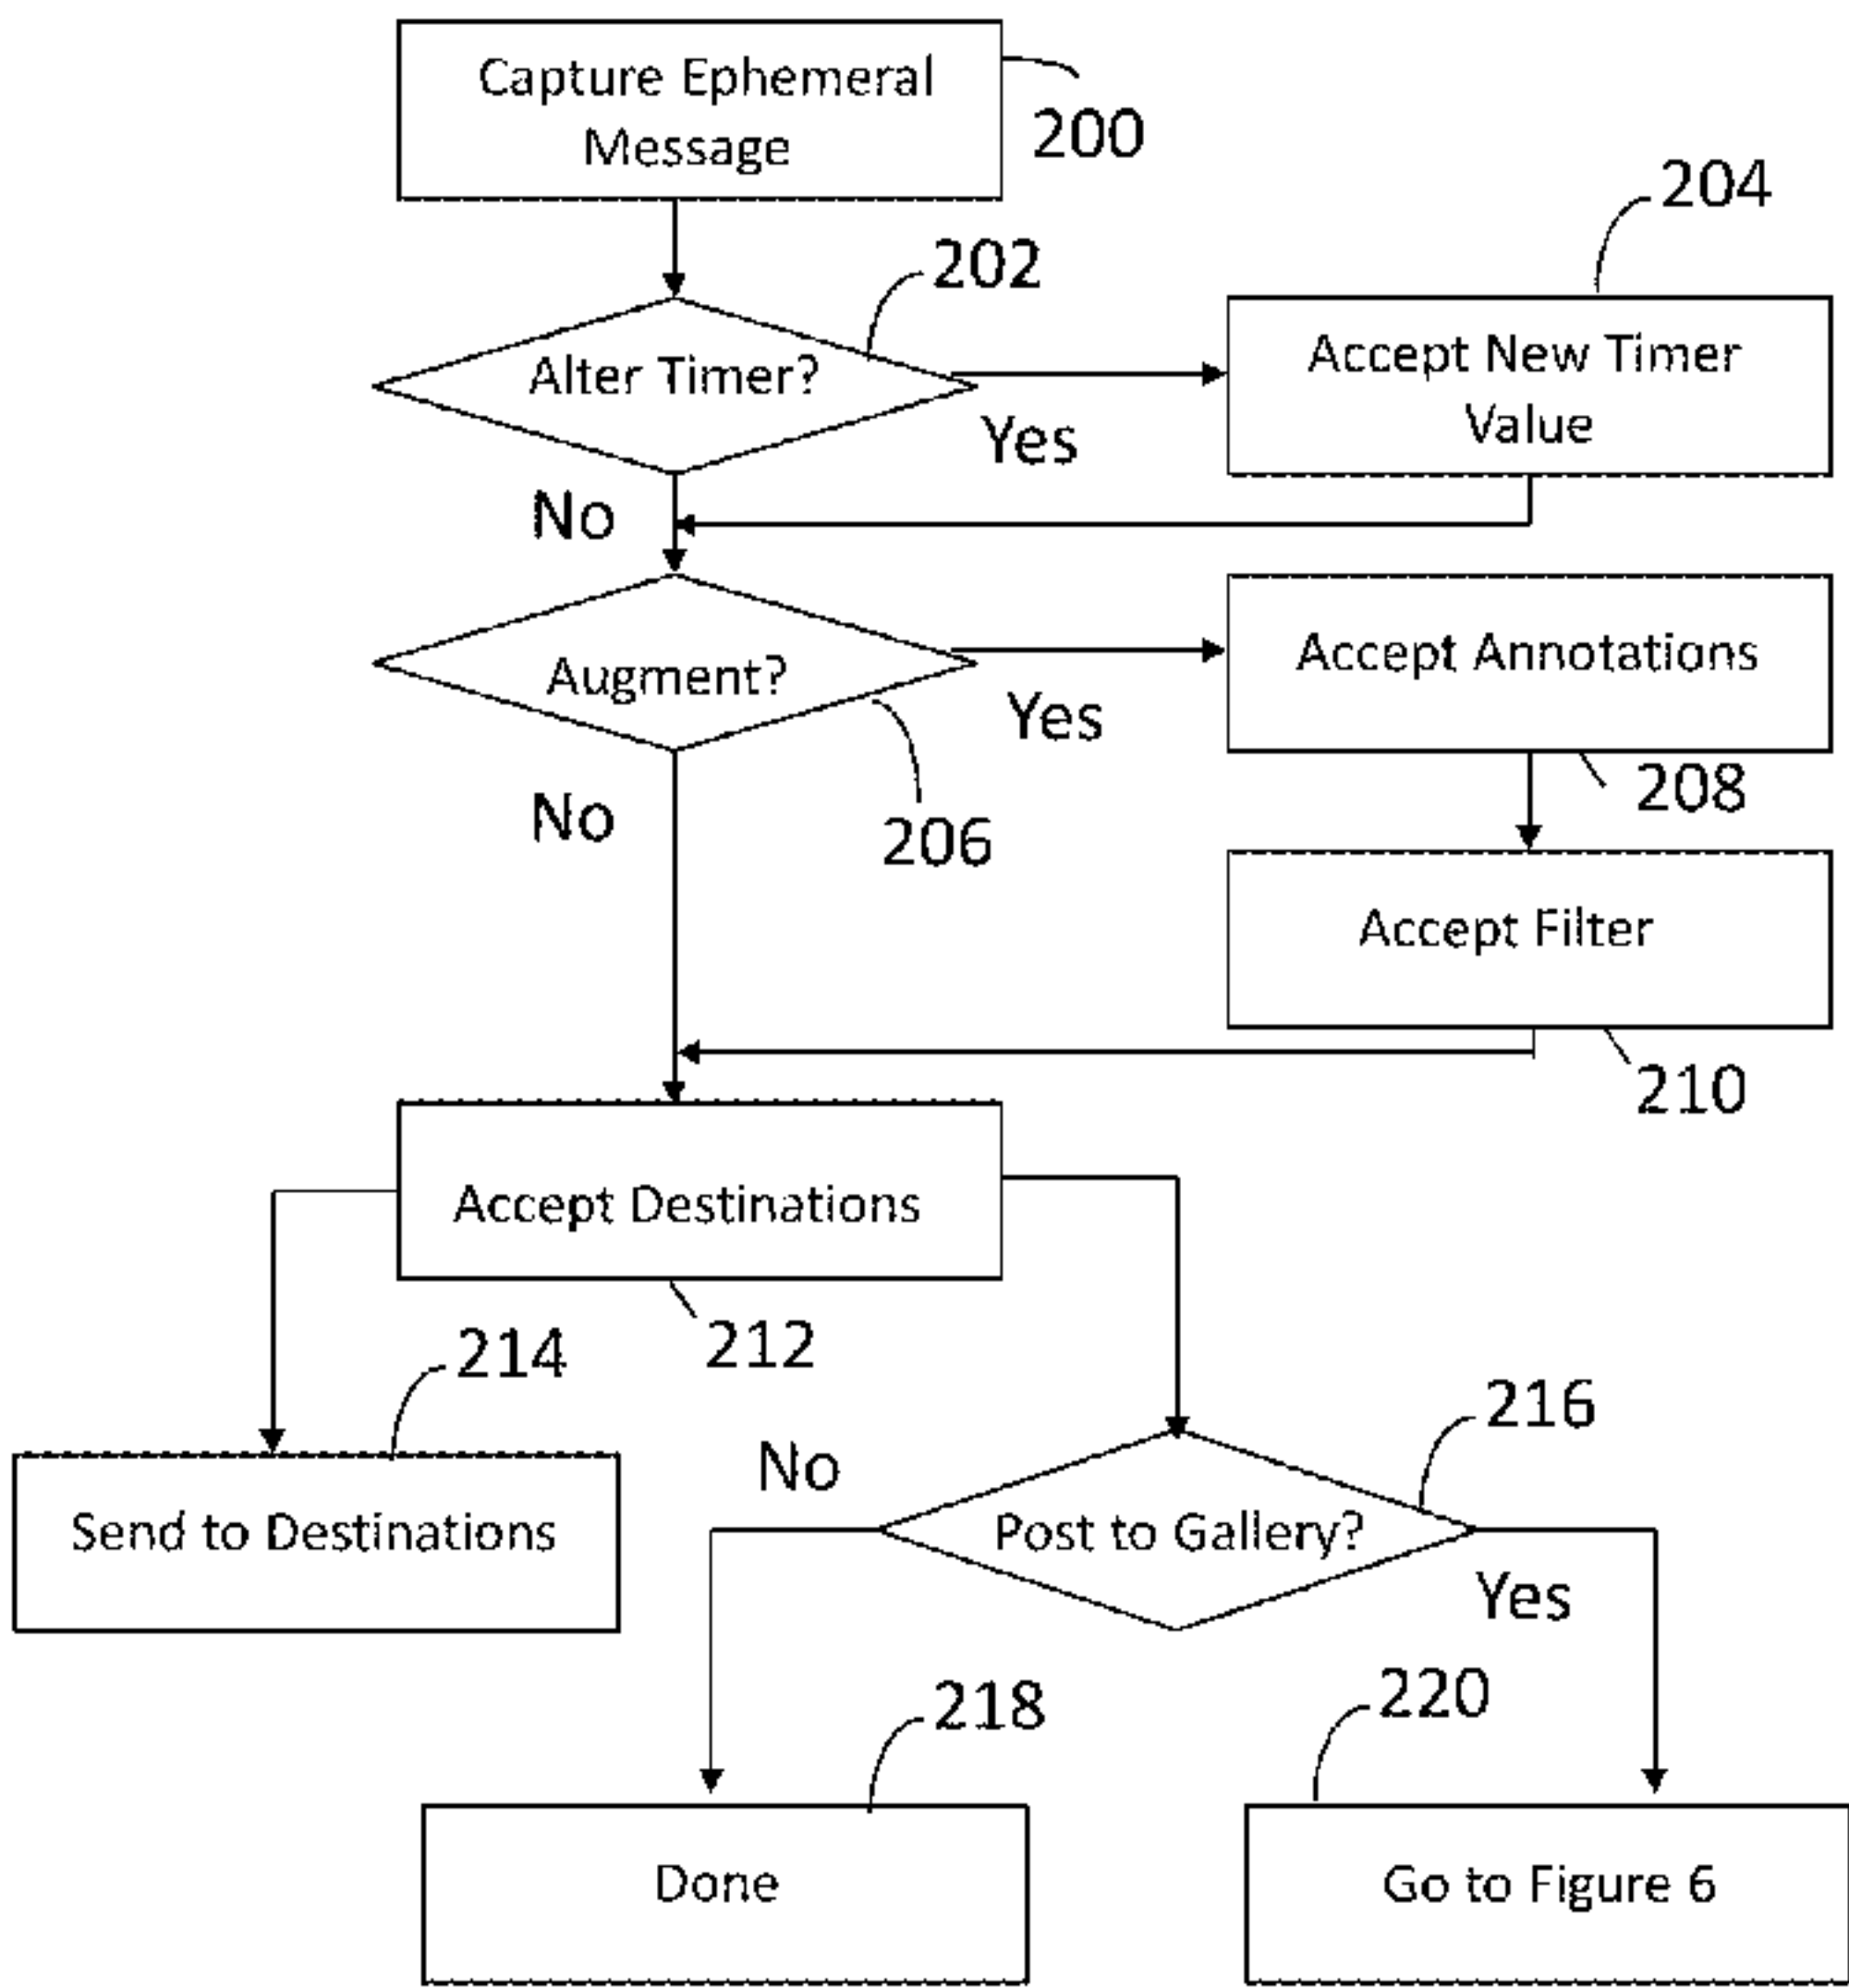 Capture Ephemeral
Message
200
204
202
Alter Timer?
Accept New Timer
Value
Yes
No
Augment?
Accept Annotations
Yes
208
No
206
Accept Filter
210
Accept Destinations
212
214
216
No
Send to Destinations
Post to Gallery?
Yes
218
220
Done
Go to Figure 6